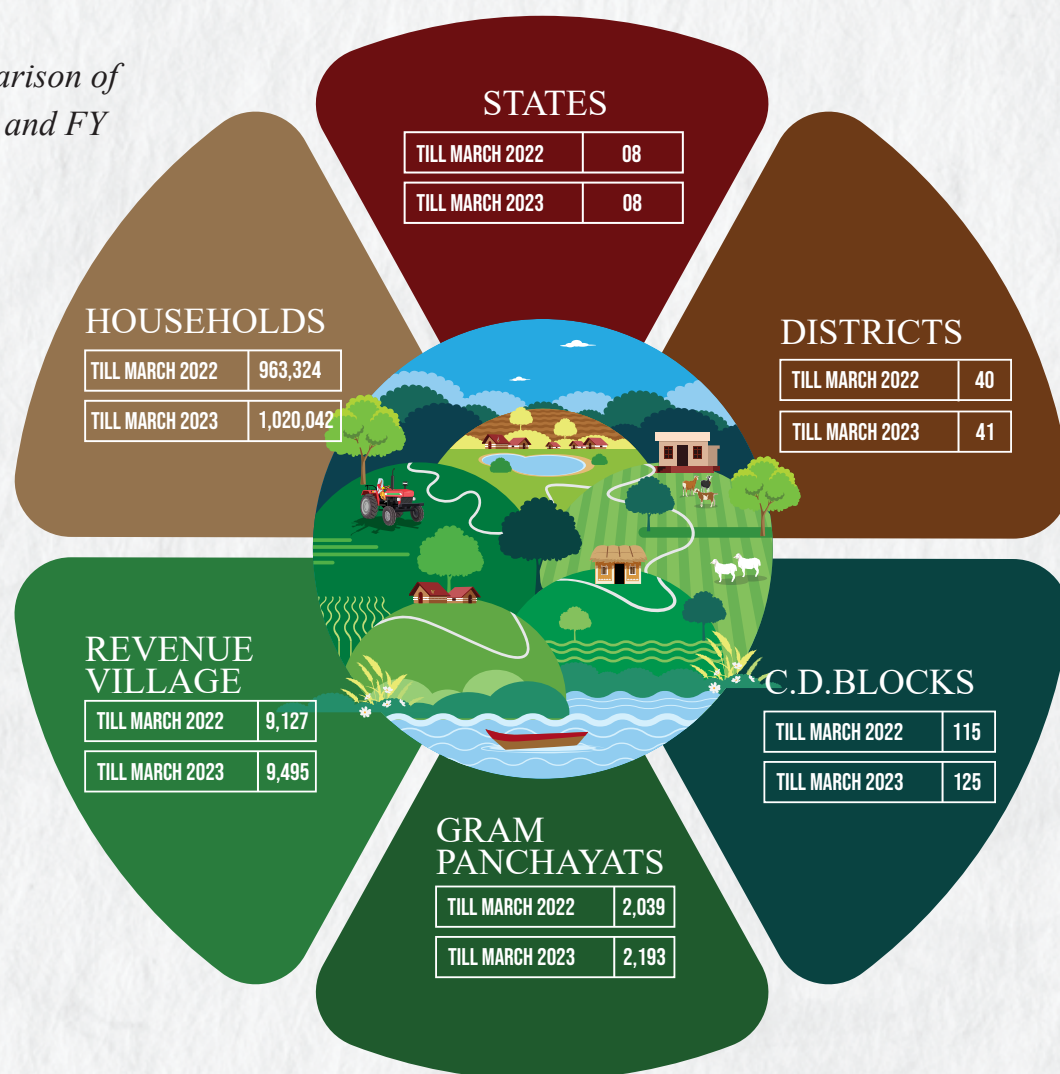 arison of
and FY
STATES
TILL MARCH 2022 08
TILL MARCH 2023 08
HOUSEHOLDS
TILL MARCH 2022 963,324
TILL MARCH 2023 1,020,042
DISTRICTS
TILL MARCH 2022 40
TILL MARCH 2023 41
REVENUE
VILLAGE
TILL MARCH 2022 9,127
TILL MARCH 2023 9,495
C.D.BLOCKS
TILL MARCH 2022 115
TILL MARCH 2023 125
GRAM
PANCHAYATS
TILL MARCH 2022 2,039
TILL MARCH 2023 2,193